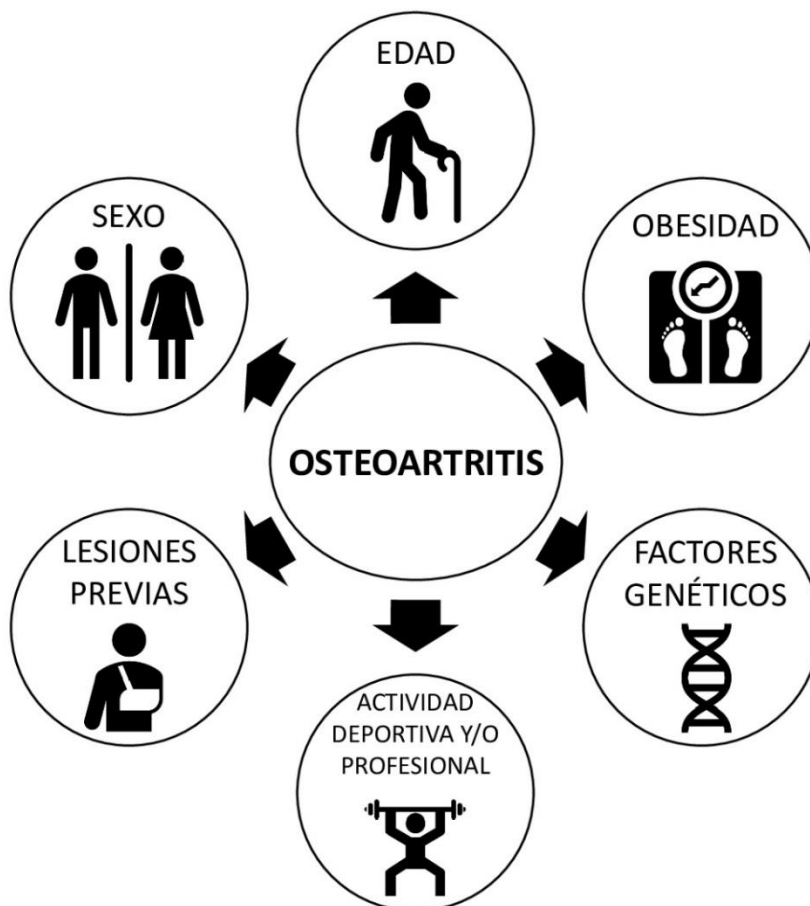 EDAD
SEXO
OBESIDAD
OSTEOARTRITIS
LESIONES
PREVIAS
FACTORES
GENÉTICOS
ACTIVIDAD
DEPORTIVA Y/O
PROFESIONAL